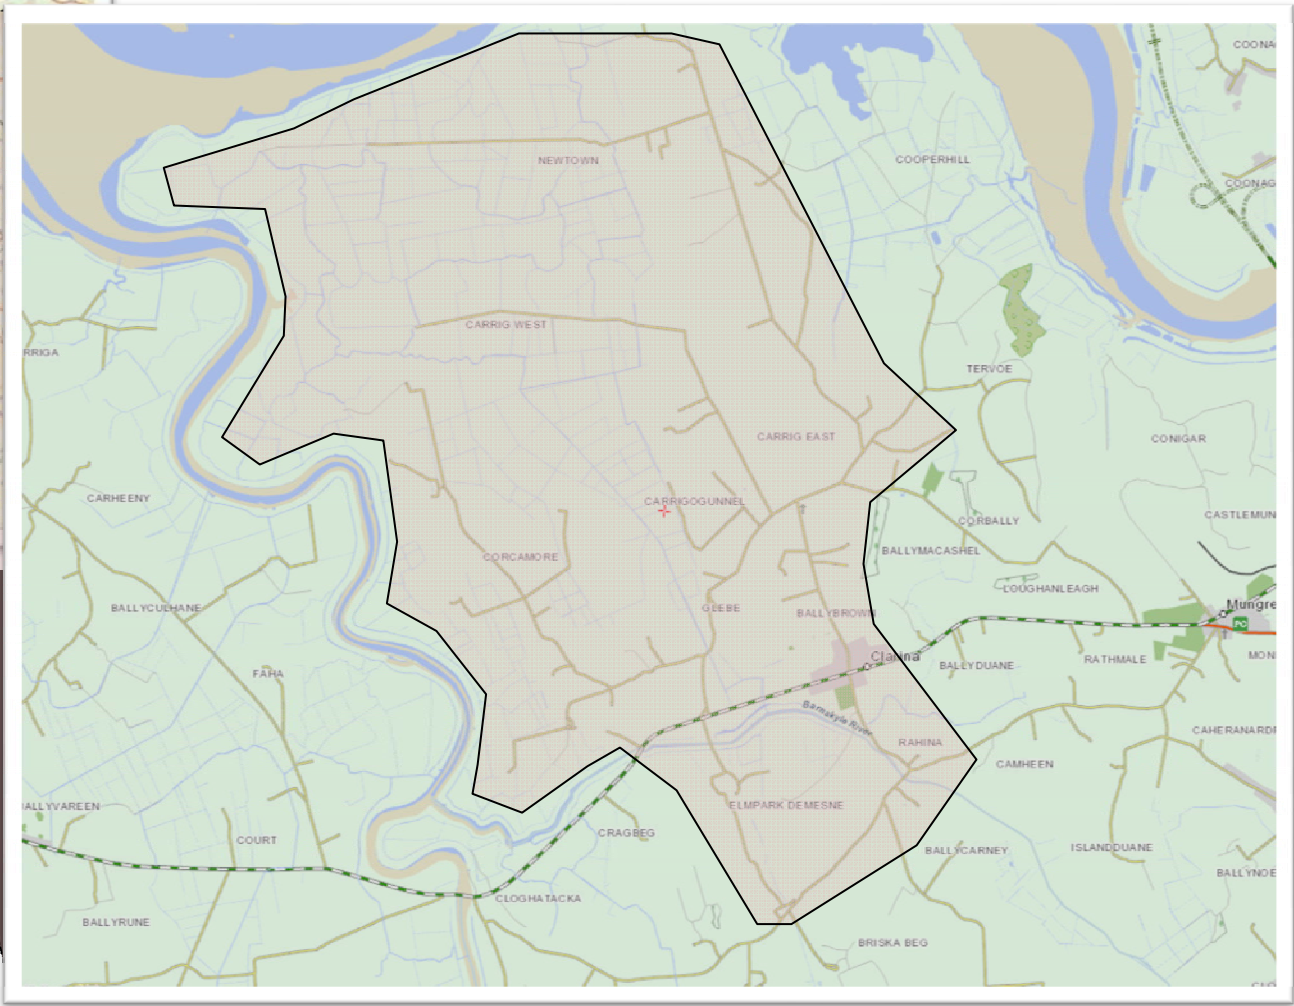 COONA
NEWTOWN
COOPERHILL
COONAG
CARRIG WEST
RRIGA
TERVOE
CARRIG EAST
CONIGAR
CARHEENY
CARRIGOGUNNEL
CASTLEMUN
CORBALLY
CORCAMORE
BALLYMACASHEL
LOUGHANLEAGH
BALLYCULHANE
GLEBE
BALLYBROWN
Mungre
PC
Clarina
BALLYDUANE
RATHMALE
MON
FAHA
Barnakyle River
RAHINA
CAHERANARD
CAMHEEN
ALLYVAREEN
ELMPARK DEMESNE
COURT
CRAGBEG
BALLYCARNEY
ISLANDDUANE
BALLYNOE
CLOGHATACKA
BALLYRUNE
BRISKA BEG